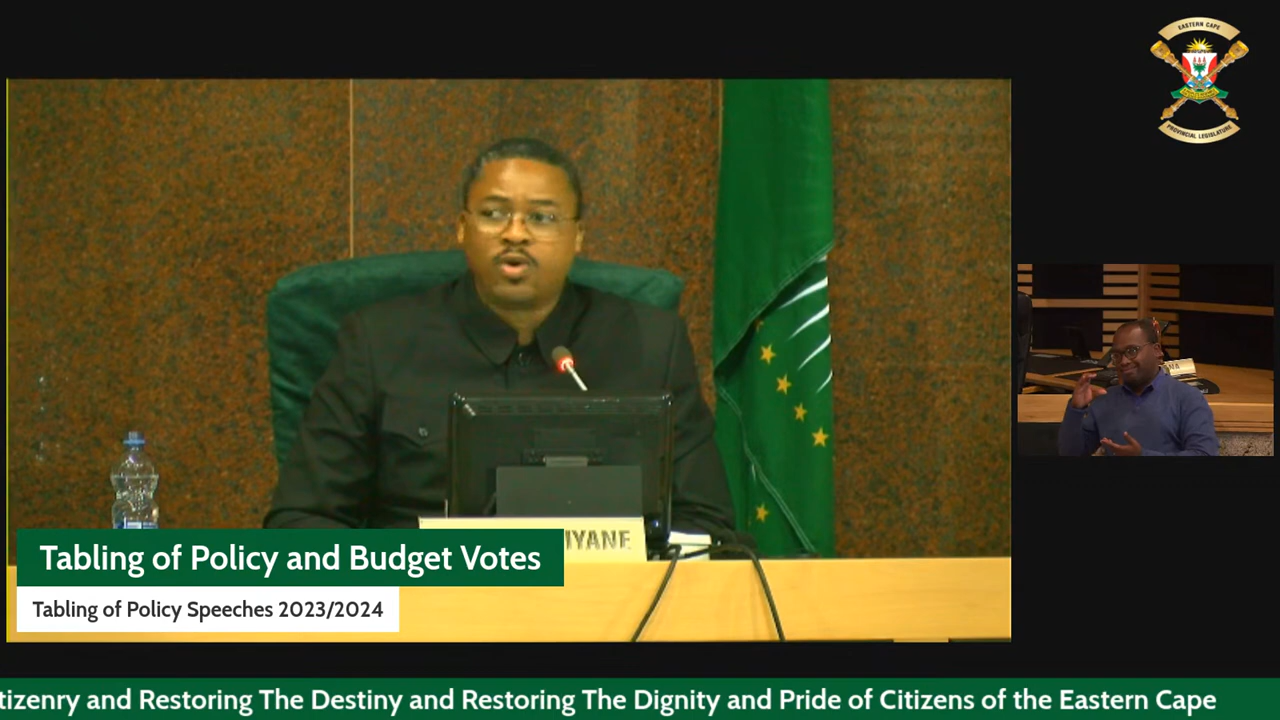 EASTERN CAPE
PROVINCIAL LEGISLATURE
IYANE
Tabling of Policy and Budget Votes
Tabling of Policy Speeches 2023/2024
tizenry and Restoring The Destiny and Restoring The Dignity and Pride of Citizens of the Eastern Cape